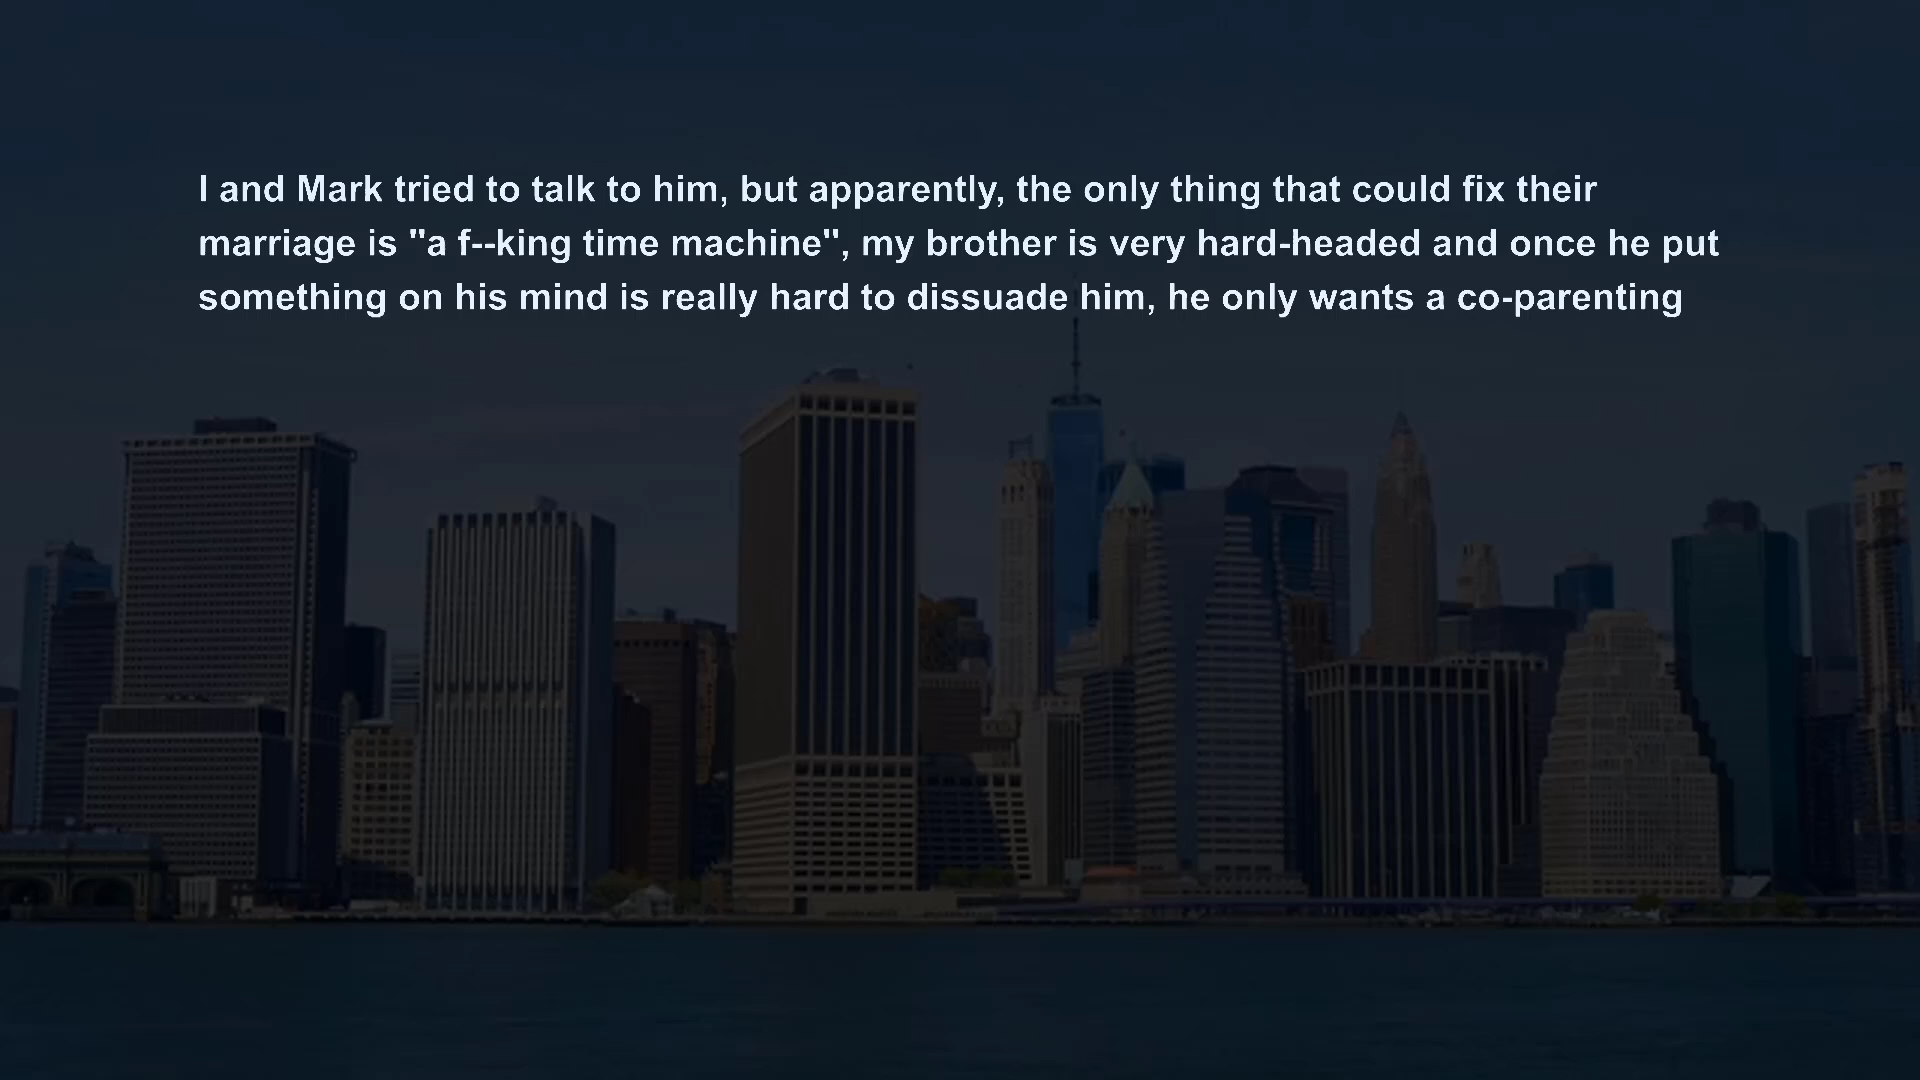 I and Mark tried to talk to him, but apparently, the only thing that could fix their
marriage is "a f--king time machine", my brother is very hard-headed and once he put
something on his mind is really hard to dissuade him, he only wants a co-parenting